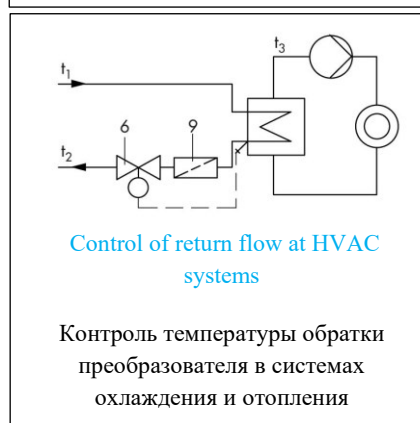 t₃
t₁
6
9
t₂
Control of return flow at HVAC
systems
Контроль температуры обратки
преобразователя в системах
охлаждения и отопления